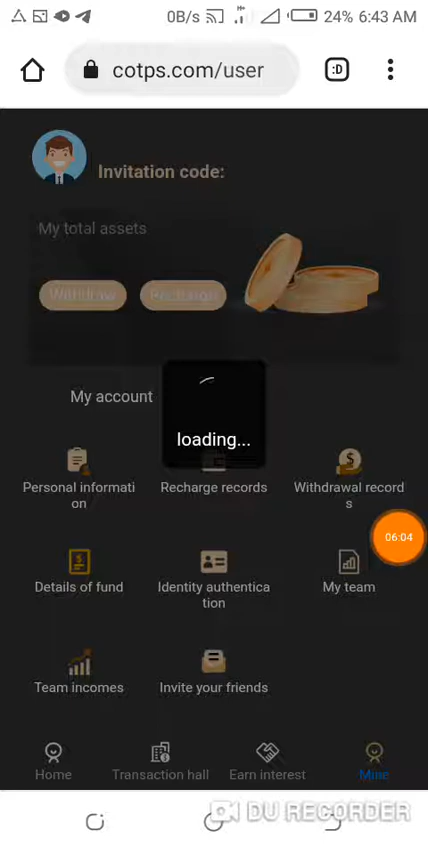 0B/s 24% 6:43 AM
cotps.com/user :D
Invitation code:
My total assets
Withdraw Recharge
My account
loading...
Personal informati
on
Recharge records
Withdrawal record
s
06:04
Details of fund
Identity authentica
tion
My team
Team incomes
Invite your friends
Home Transaction hall Earn interest Mine
DU RECORDER